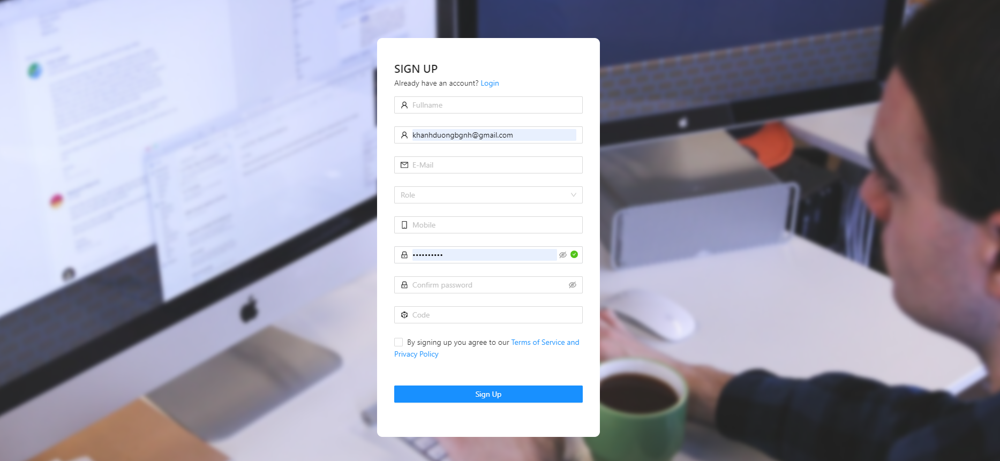 SIGN UP
Already have an account? Login
Fullname
khanhduongbgnh@gmail.com
E-Mail
Role
Mobile
••••••••••
Confirm password
Code
By signing up you agree to our Terms of Service and
Privacy Policy
Sign Up